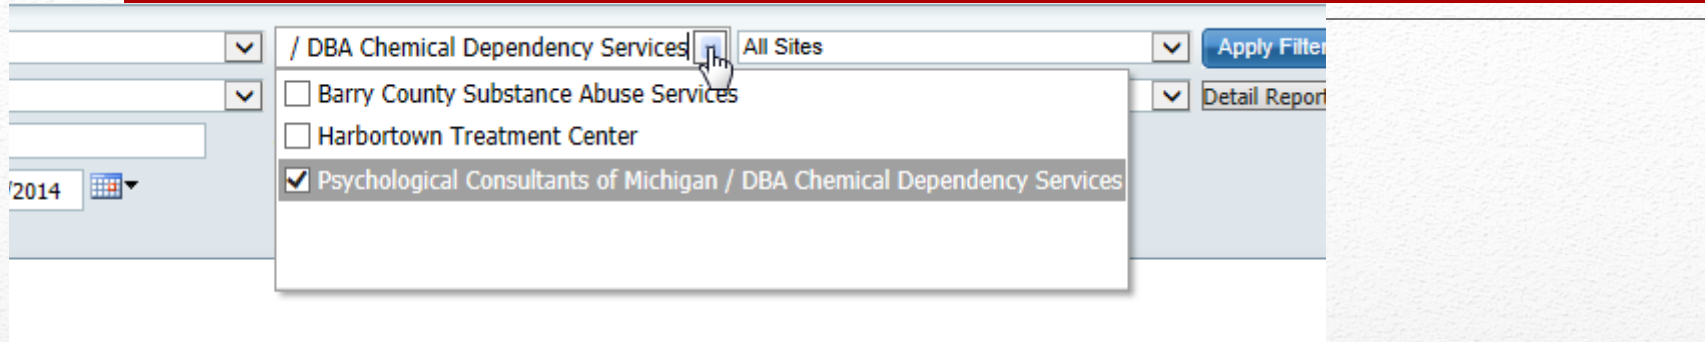 / DBA Chemical Dependency Services All Sites Apply Filter
Barry County Substance Abuse Services Detail Report
Harbortown Treatment Center
/2014 Psychological Consultants of Michigan / DBA Chemical Dependency Services